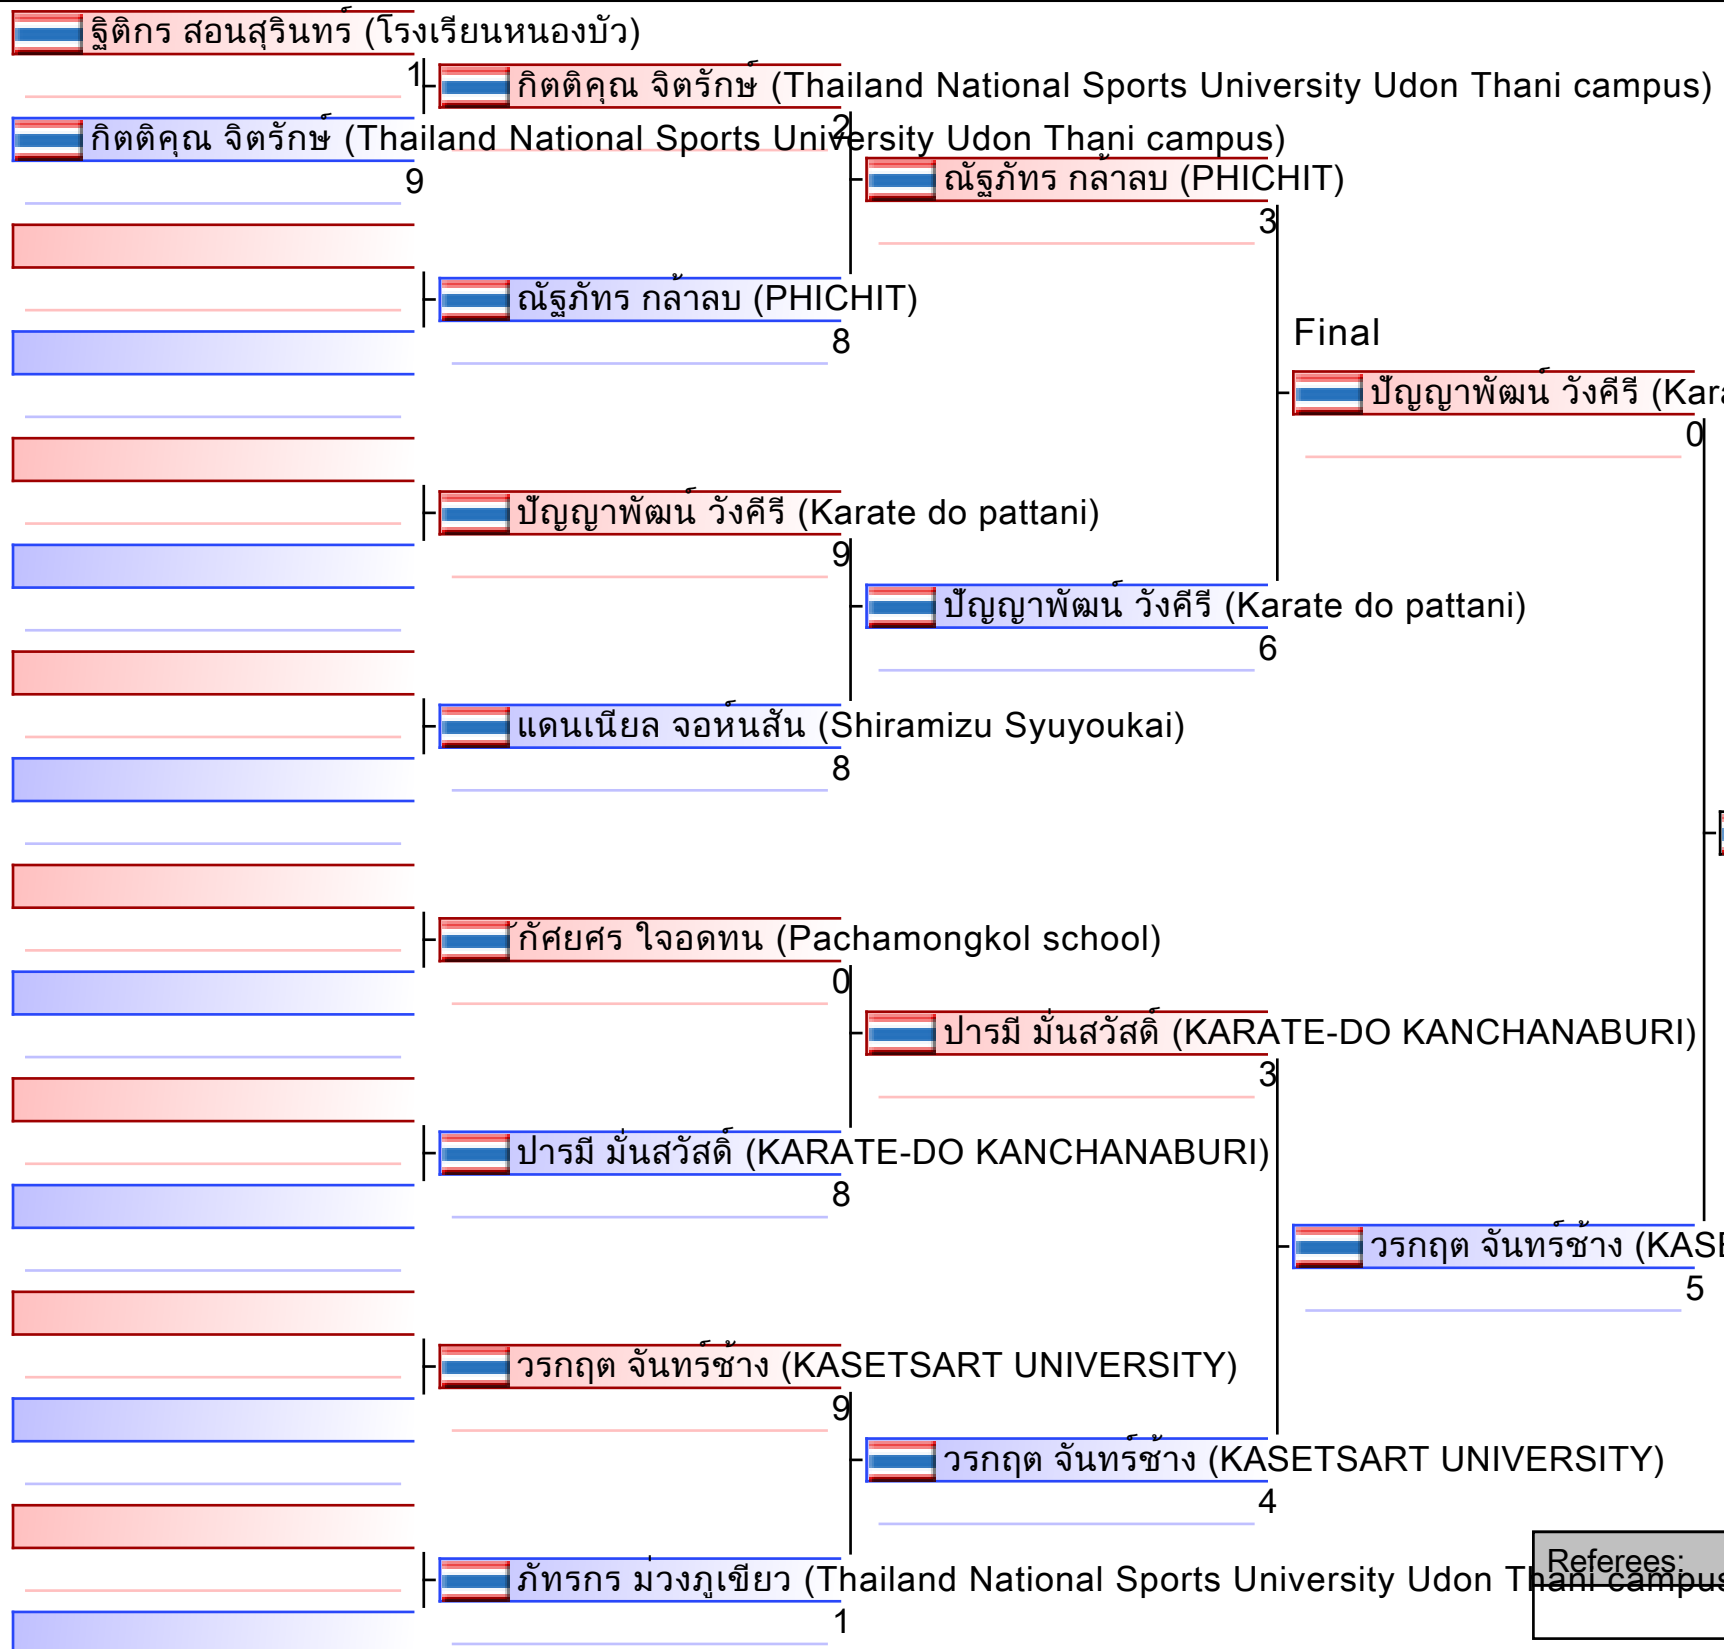 ฐิติกร สอนสุรินทร์ (โรงเรียนหนองบัว)
1
กิตติคุณ จิตรักษ์ (Thailand National Sports University Udon Thani campus)
2
กิตติคุณ จิตรักษ์ (Thailand National Sports University Udon Thani campus)
9
ณัฐภัทร กล้าลบ (PHICHIT)
3
ณัฐภัทร กล้าลบ (PHICHIT)
8
Final
ปัญญาพัฒน์ วังคีรี (Kara
0
ปัญญาพัฒน์ วังคีรี (Karate do pattani)
9
ปัญญาพัฒน์ วังคีรี (Karate do pattani)
6
แดนเนียล จอห์นสัน (Shiramizu Syuyoukai)
8
กัศยศร ใจอดทน (Pachamongkol school)
0
ปารมี มั่นสวัสดิ์ (KARATE-DO KANCHANABURI)
3
ปารมี มั่นสวัสดิ์ (KARATE-DO KANCHANABURI)
8
วรกฤต จันทร์ช้าง (KASE
5
วรกฤต จันทร์ช้าง (KASETSART UNIVERSITY)
9
วรกฤต จันทร์ช้าง (KASETSART UNIVERSITY)
4
Referees:
ภัทรกร ม่วงภูเขียว (Thailand National Sports University Udon Thani campus
1